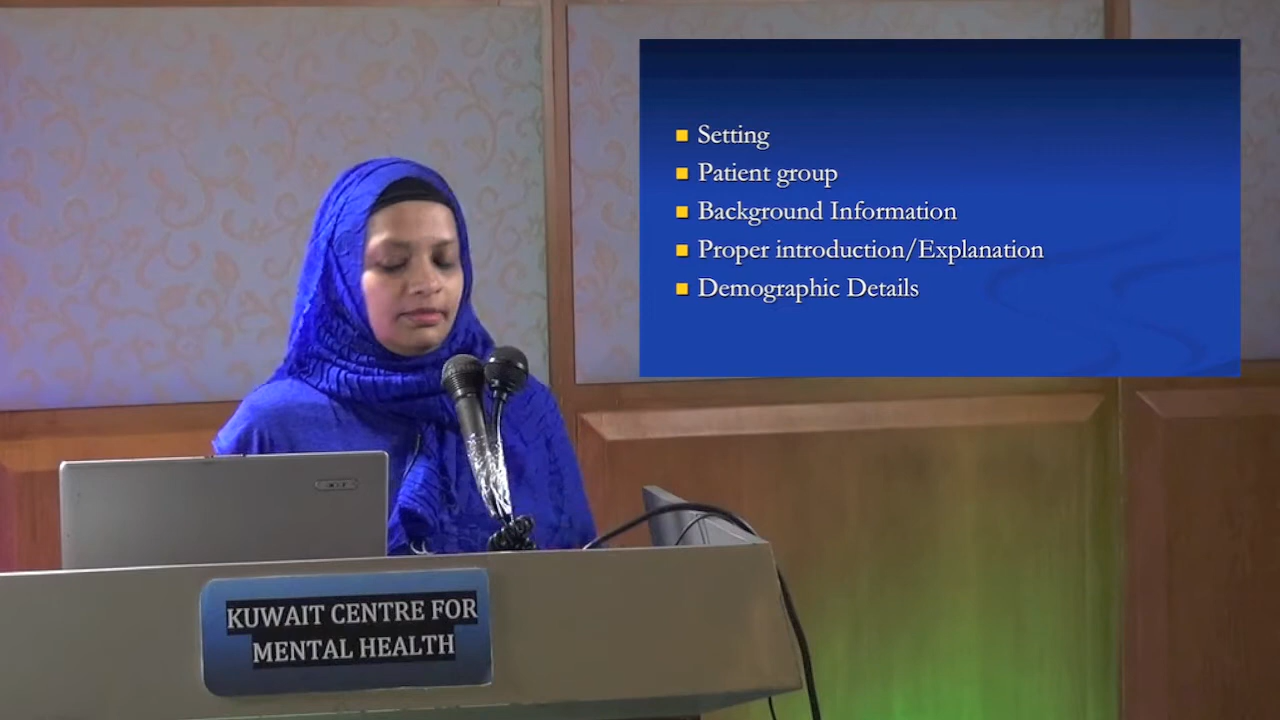 Setting
Patient group
Background Information
Proper introduction/Explanation
Demographic Details
KUWAIT CENTRE FOR
MENTAL HEALTH